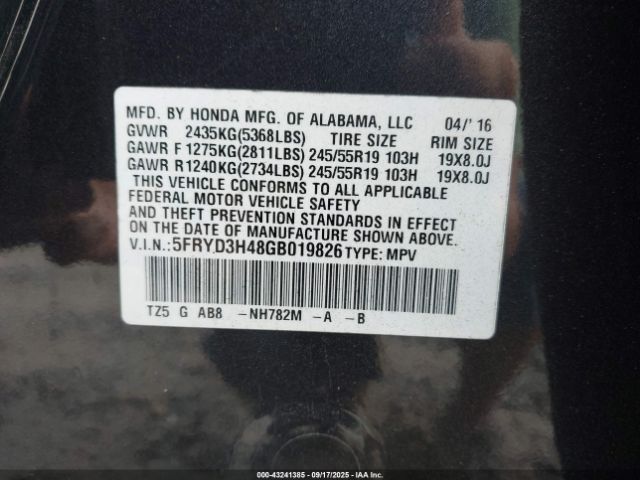 MFD. BY HONDA MFG. OF ALABAMA, LLC 04/' 16
GVWR 2435KG(5368LBS) TIRE SIZE RIM SIZE
GAWR F 1275KG(2811LBS) 245/55R19 103H 19X8.0J
GAWR R 1240KG(2734LBS) 245/55R19 103H 19X8.0J
THIS VEHICLE CONFORMS TO ALL APPLICABLE
FEDERAL MOTOR VEHICLE SAFETY
AND THEFT PREVENTION STANDARDS IN EFFECT
ON THE DATE OF MANUFACTURE SHOWN ABOVE.
V.I.N.: 5FRYD3H48GB019826 TYPE: MPV
TZ5 G AB8 -NH782M -A -B
000-43241385 - 09/17/2025 - IAAI.com